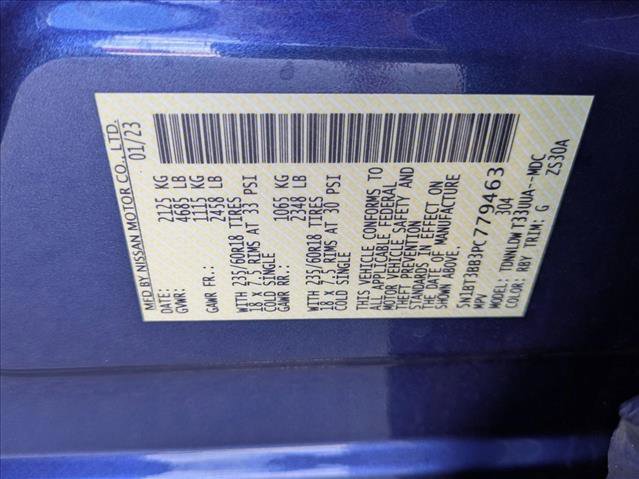 MFD BY NISSAN MOTOR CO., LTD.
DATE: 01/23
GVWR: 2125 KG
4685 LB
GAWR FR: 1115 KG
2458 LB
WITH 235/60R18 TIRES
18 x 7.5 RIMS AT 33 PSI
COLD SINGLE
GAWR RR: 1065 KG
2348 LB
WITH 235/60R18 TIRES
18 x 7.5 RIMS AT 30 PSI
COLD SINGLE
THIS VEHICLE CONFORMS TO
ALL APPLICABLE FEDERAL
MOTOR VEHICLE SAFETY AND
THEFT PREVENTION
STANDARDS IN EFFECT ON
THE DATE OF MANUFACTURE
SHOWN ABOVE.
5N1BT3BB3PC779463
MPV 304
MODEL: TDNNLDW T33UUA--MDC
COLOR: RBY TRIM: G ZS30A